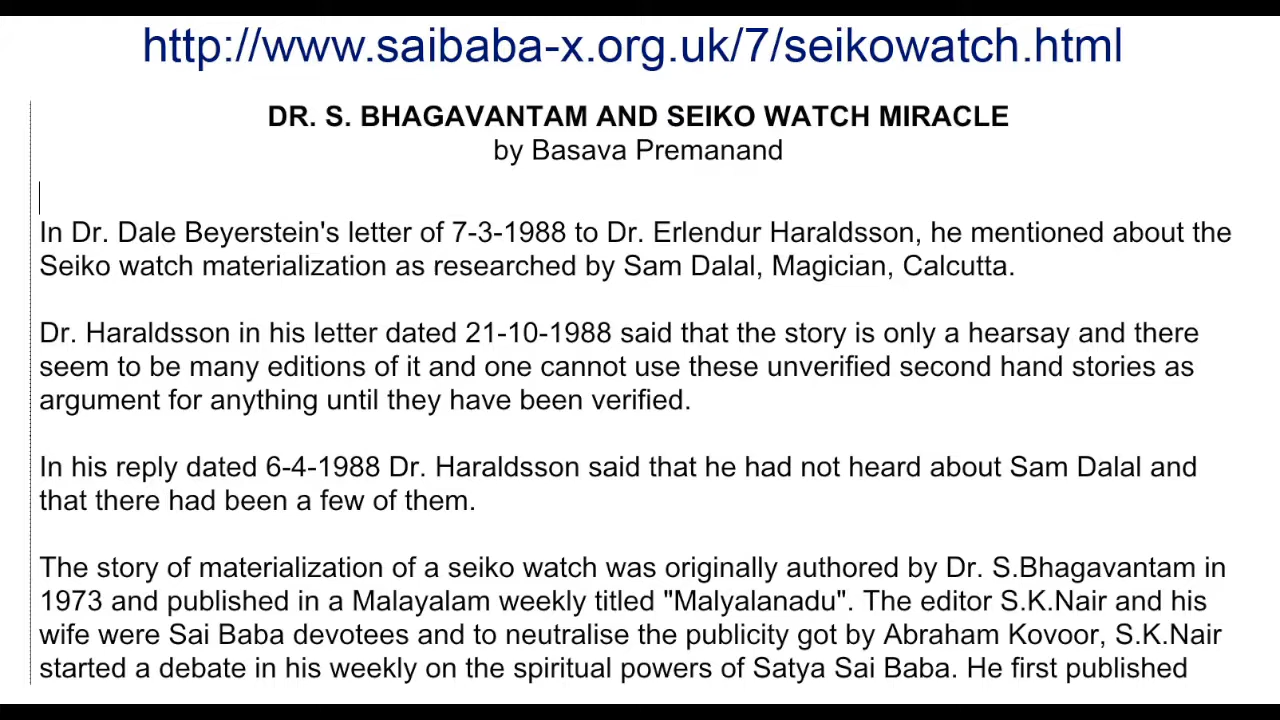 http://www.saibaba-x.org.uk/7/seikowatch.html
DR. S. BHAGAVANTAM AND SEIKO WATCH MIRACLE
by Basava Premanand
In Dr. Dale Beyerstein's letter of 7-3-1988 to Dr. Erlendur Haraldsson, he mentioned about the
Seiko watch materialization as researched by Sam Dalal, Magician, Calcutta.
Dr. Haraldsson in his letter dated 21-10-1988 said that the story is only a hearsay and there
seem to be many editions of it and one cannot use these unverified second hand stories as
argument for anything until they have been verified.
In his reply dated 6-4-1988 Dr. Haraldsson said that he had not heard about Sam Dalal and
that there had been a few of them.
The story of materialization of a seiko watch was originally authored by Dr. S.Bhagavantam in
1973 and published in a Malayalam weekly titled "Malyalanadu". The editor S.K.Nair and his
wife were Sai Baba devotees and to neutralise the publicity got by Abraham Kovoor, S.K.Nair
started a debate in his weekly on the spiritual powers of Satya Sai Baba. He first published